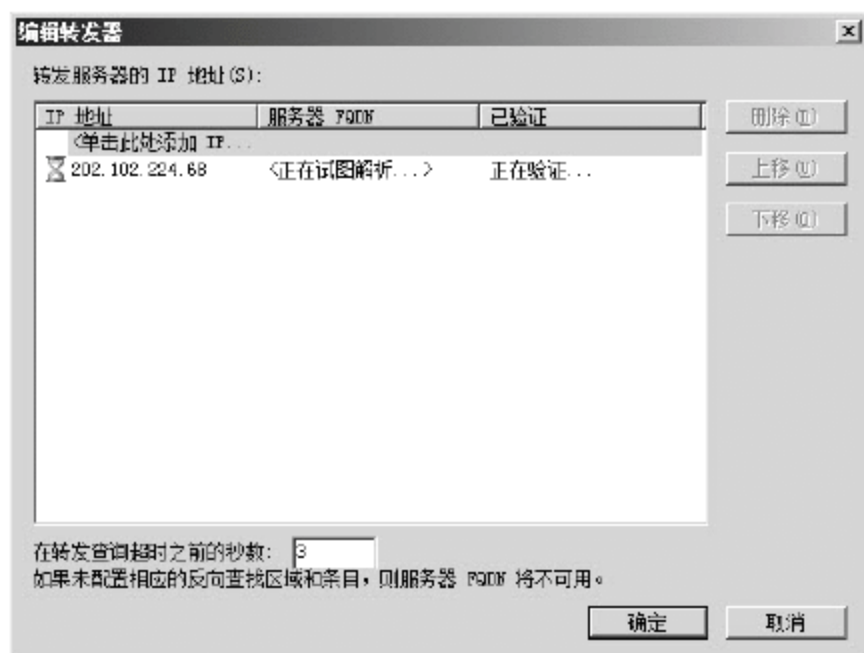 编辑转发器
转发服务器的 IP 地址(S):
IP 地址 服务器 FQDN 已验证
<单击此处添加 IP...
202.102.224.68 <正在试图解析...> 正在验证...
删除(D)
上移(U)
下移(O)
在转发查询超时之前的秒数: 3
如果未配置相应的反向查找区域和条目，则服务器 FQDN 将不可用。
确定 取消